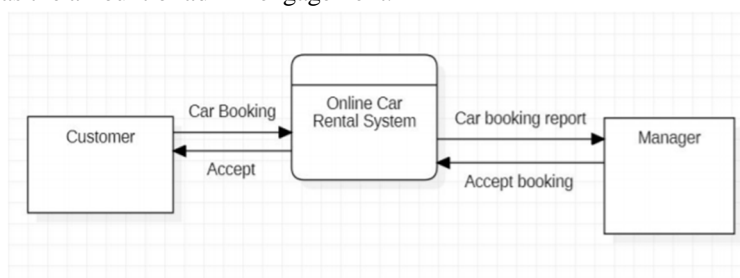 Car Booking
Online Car
Rental System
Car booking report
Customer
Manager
Accept
Accept booking